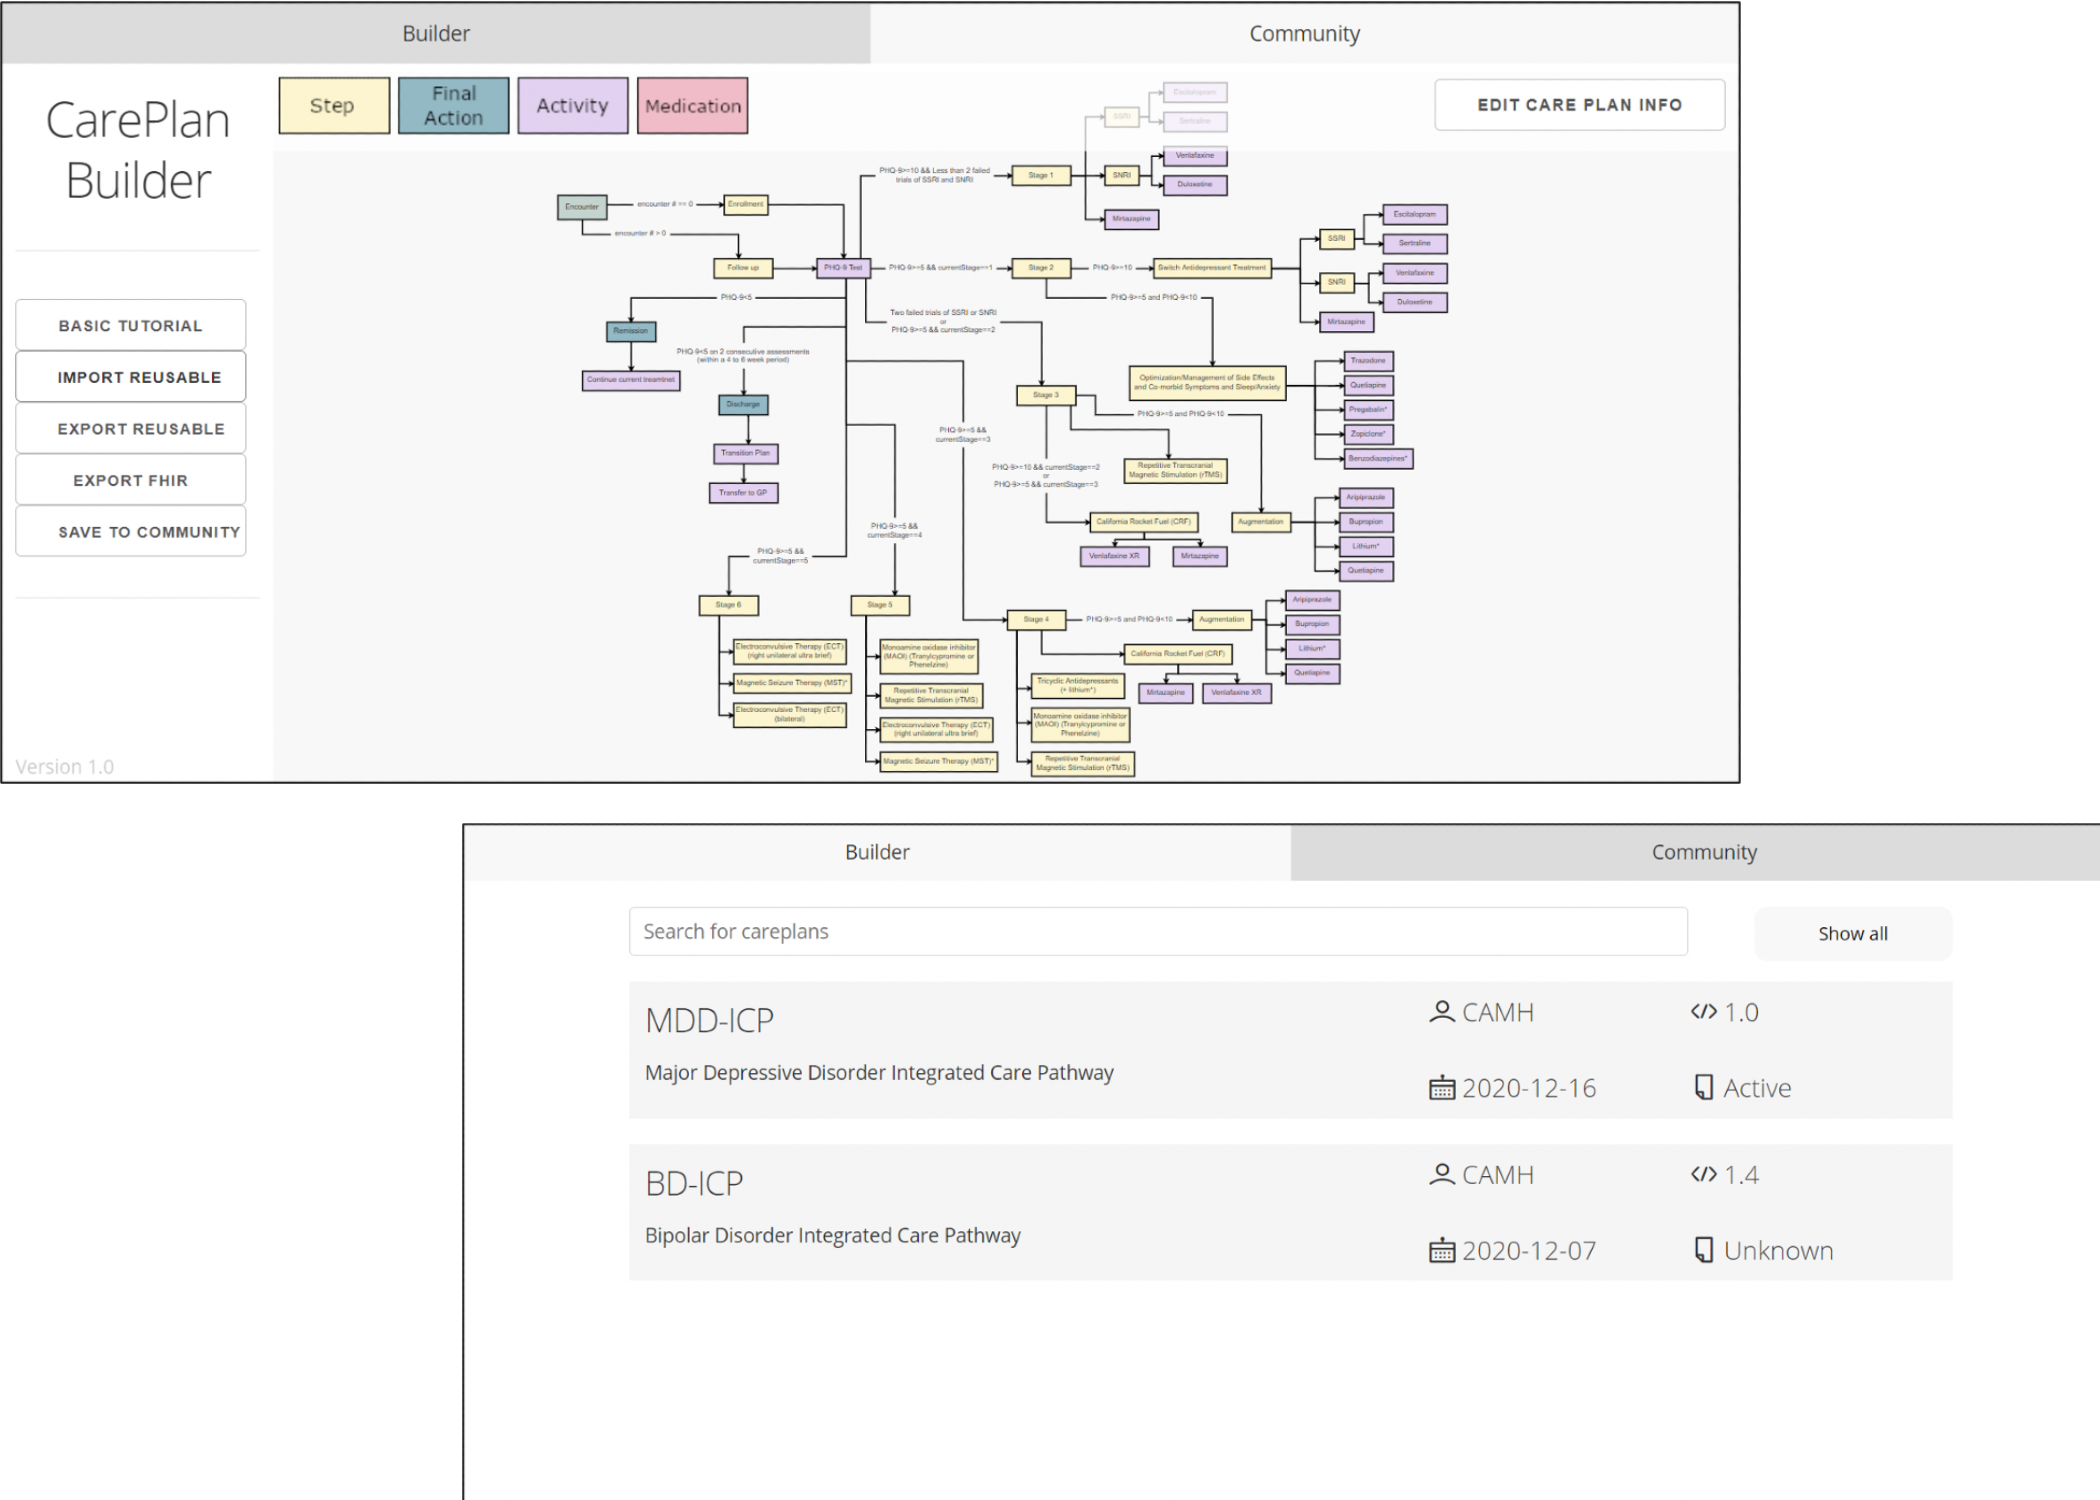 Builder
Community
CarePlan
Builder
BASIC TUTORIAL
IMPORT REUSABLE
EXPORT REUSABLE
EXPORT FHIR
SAVE TO COMMUNITY
Version 1.0
Step
Final
Action
Activity
Medication
EDIT CARE PLAN INFO
Encounter
encounter # == 0
Enrollment
encounter # > 0
Follow up
PHQ-9 Test
PHQ-9>=10 && Less than 2 failed
trials of SSRI and SNRI
Stage 1
SSRI
Escitalopram
Sertraline
SNRI
Venlafaxine
Duloxetine
Mirtazapine
PHQ-9>=5 && currentStage==1
Stage 2
PHQ-9>=10
Switch Antidepressant Treatment
SSRI
Escitalopram
Sertraline
SNRI
Venlafaxine
Duloxetine
Mirtazapine
PHQ-9>=5 and PHQ-9<10
Optimization/Management of Side Effects
and Co-morbid Symptoms and Sleep/Anxiety
Trazodone
Quetiapine
Pregabalin*
Zopiclone*
Benzodiazepines*
PHQ-9<5
Remission
Continue current treamtnet
PHQ-9<5 on 2 consecutive assessments
(within a 4 to 6 week period)
Discharge
Transition Plan
Transfer to GP
Two failed trials of SSRI or SNRI
or
PHQ-9>=5 && currentStage==2
Stage 3
PHQ-9>=5 and PHQ-9<10
Repetitive Transcranial
Magnetic Stimulation (rTMS)
PHQ-9>=10 && currentStage==2
or
PHQ-9>=5 && currentStage==3
California Rocket Fuel (CRF)
Venlafaxine XR
Mirtazapine
Augmentation
Aripiprazole
Bupropion
Lithium*
Quetiapine
PHQ-9>=5 &&
currentStage==3
PHQ-9>=5 &&
currentStage==4
PHQ-9>=5 &&
currentStage==5
Stage 6
Electroconvulsive Therapy (ECT)
(right unilateral ultra brief)
Magnetic Seizure Therapy (MST)*
Electroconvulsive Therapy (ECT)
(bilateral)
Stage 5
Monoamine oxidase inhibitor
(MAOI) (Tranylcypromine or
Phenelzine)
Repetitive Transcranial
Magnetic Stimulation (rTMS)
Electroconvulsive Therapy (ECT)
(right unilateral ultra brief)
Magnetic Seizure Therapy (MST)*
Stage 4
PHQ-9>=5 and PHQ-9<10
Augmentation
Aripiprazole
Bupropion
Lithium*
Quetiapine
California Rocket Fuel (CRF)
Mirtazapine
Venlafaxine XR
Tricyclic Antidepressants
(+ lithium*)
Monoamine oxidase inhibitor
(MAOI) (Tranylcypromine or
Phenelzine)
Repetitive Transcranial
Magnetic Stimulation (rTMS)
Builder
Community
Search for careplans
Show all
MDD-ICP
CAMH
1.0
Major Depressive Disorder Integrated Care Pathway
2020-12-16
Active
BD-ICP
CAMH
1.4
Bipolar Disorder Integrated Care Pathway
2020-12-07
Unknown